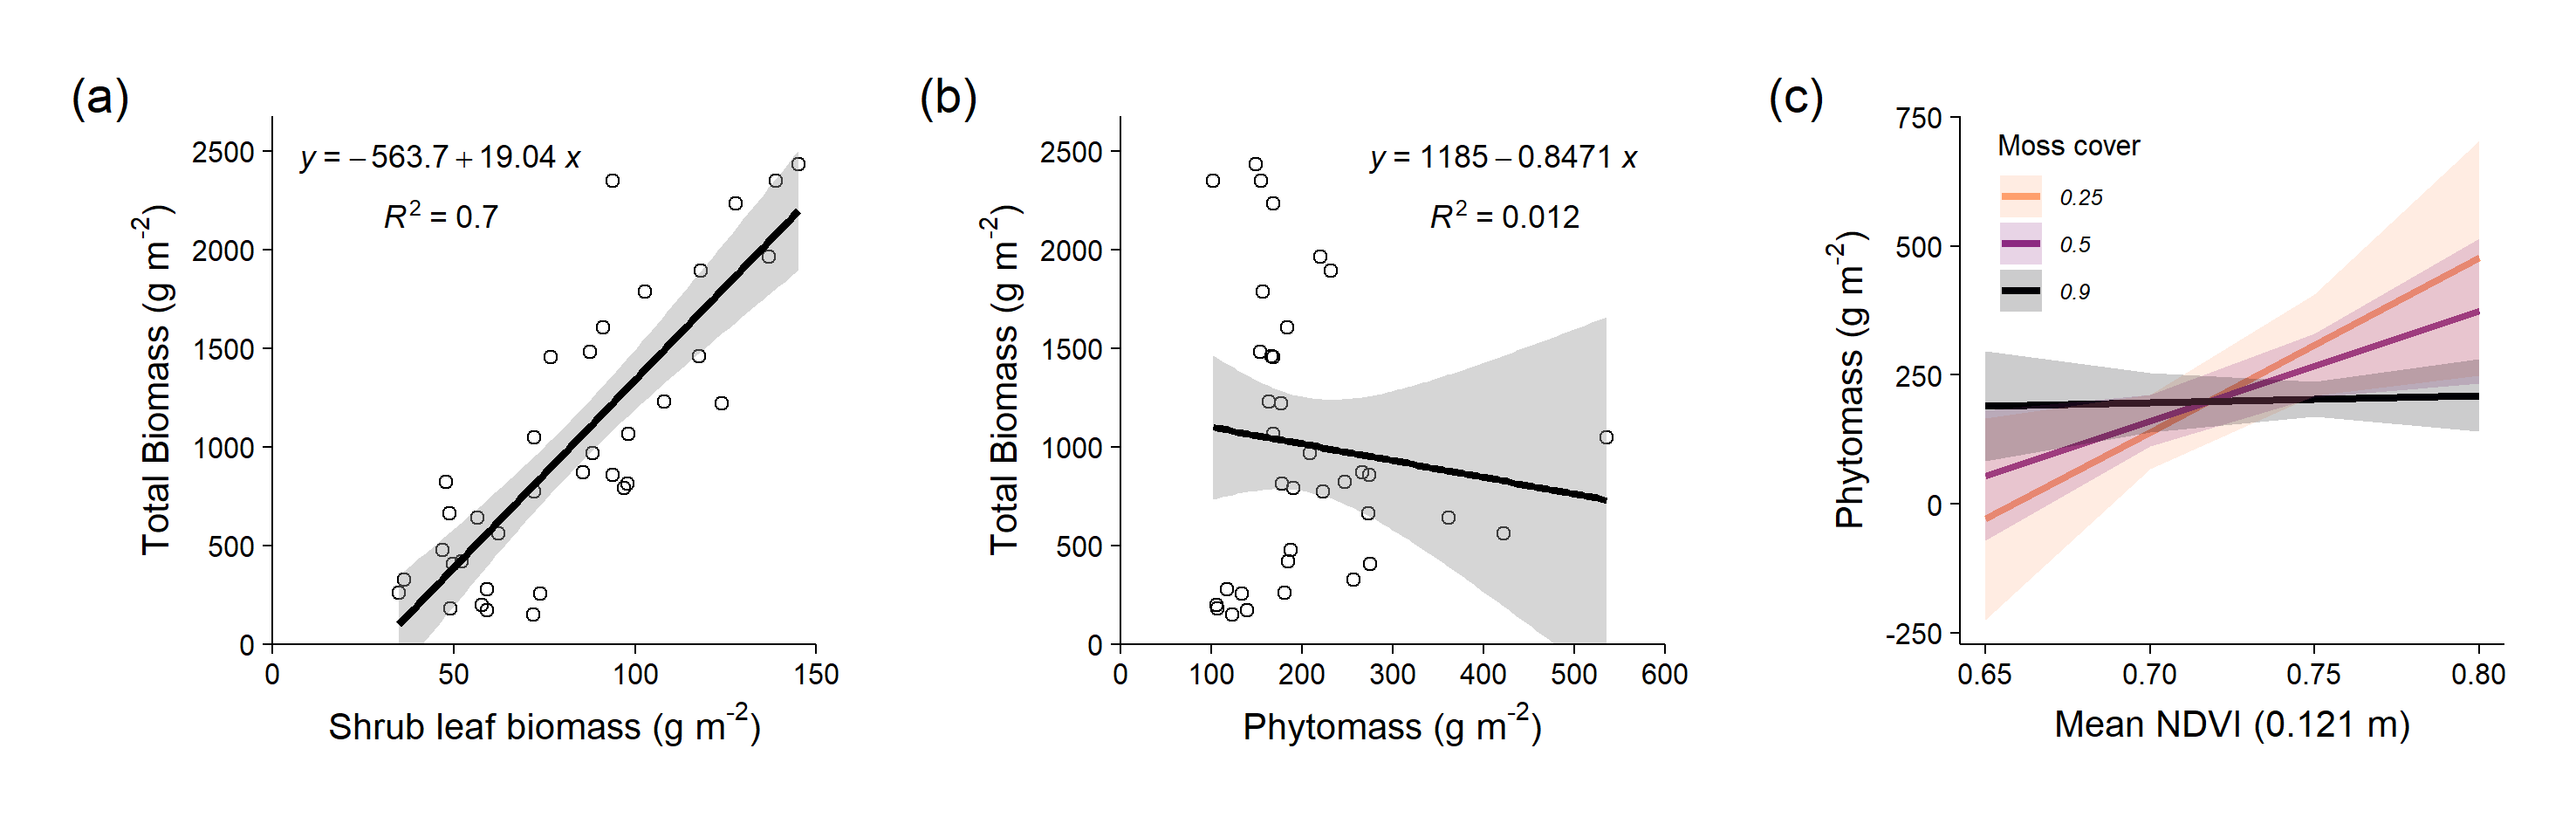 (a)
y = −563.7 + 19.04 x
R² = 0.7
2500
2000
1500
1000
500
0
0 50 100 150
Total Biomass (g m⁻²)
Shrub leaf biomass (g m⁻²)
(b)
y = 1185 − 0.8471 x
R² = 0.012
2500
2000
1500
1000
500
0
0 100 200 300 400 500 600
Total Biomass (g m⁻²)
Phytomass (g m⁻²)
(c)
Moss cover
0.25
0.5
0.9
750
500
250
0
-250
0.65 0.70 0.75 0.80
Phytomass (g m⁻²)
Mean NDVI (0.121 m)